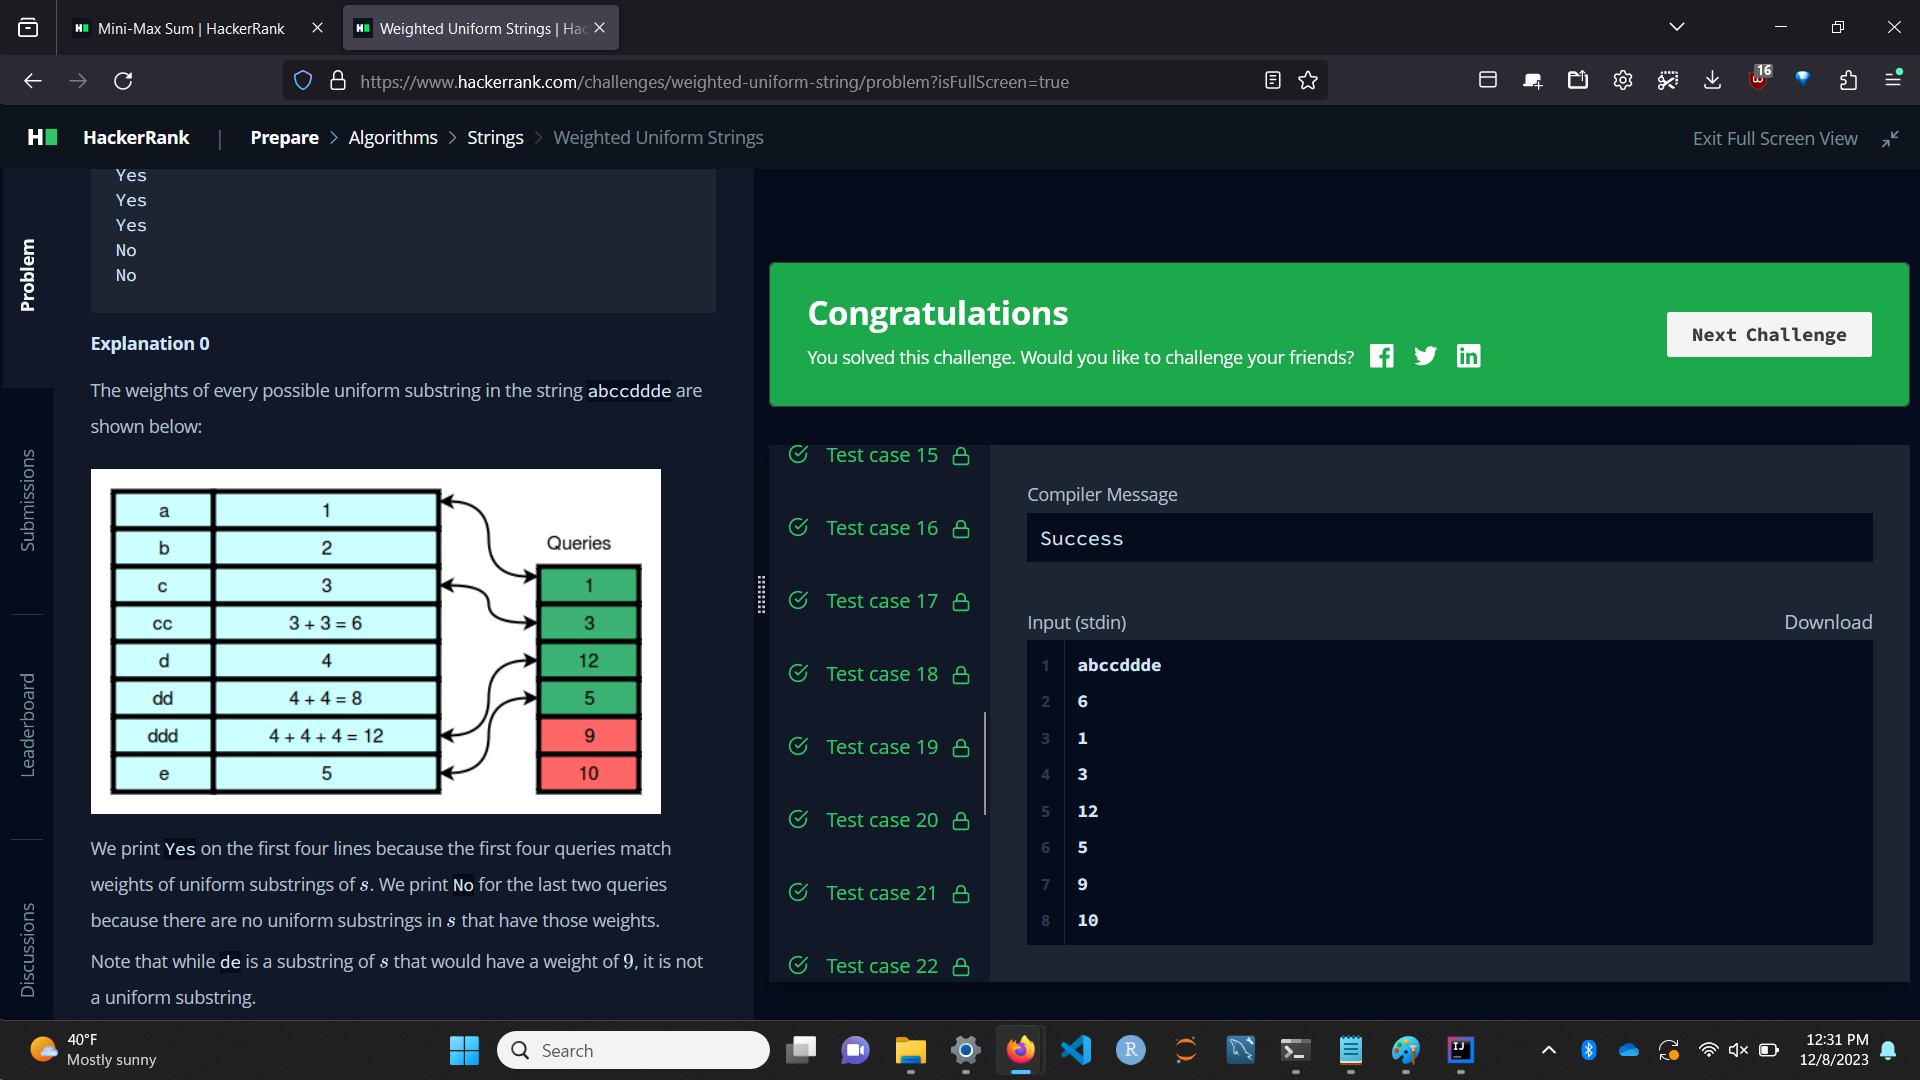 Mini-Max Sum | HackerRank
Weighted Uniform Strings | Hac
https://www.hackerrank.com/challenges/weighted-uniform-string/problem?isFullScreen=true
16
HackerRank | Prepare > Algorithms > Strings > Weighted Uniform Strings
Exit Full Screen View
Problem
Submissions
Leaderboard
Discussions
Yes
Yes
Yes
No
No
Explanation 0
The weights of every possible uniform substring in the string abccddde are
shown below:
a 1
b 2
c 3
cc 3 + 3 = 6
d 4
dd 4 + 4 = 8
ddd 4 + 4 + 4 = 12
e 5
Queries
1
3
12
5
9
10
We print Yes on the first four lines because the first four queries match
weights of uniform substrings of s. We print No for the last two queries
because there are no uniform substrings in s that have those weights.
Note that while de is a substring of s that would have a weight of 9, it is not
a uniform substring.
Congratulations
You solved this challenge. Would you like to challenge your friends?
Next Challenge
Test case 15
Test case 16
Test case 17
Test case 18
Test case 19
Test case 20
Test case 21
Test case 22
Compiler Message
Success
Input (stdin)
Download
1 abccddde
2 6
3 1
4 3
5 12
6 5
7 9
8 10
40°F
Mostly sunny
Search
R
IJ
12:31 PM
12/8/2023